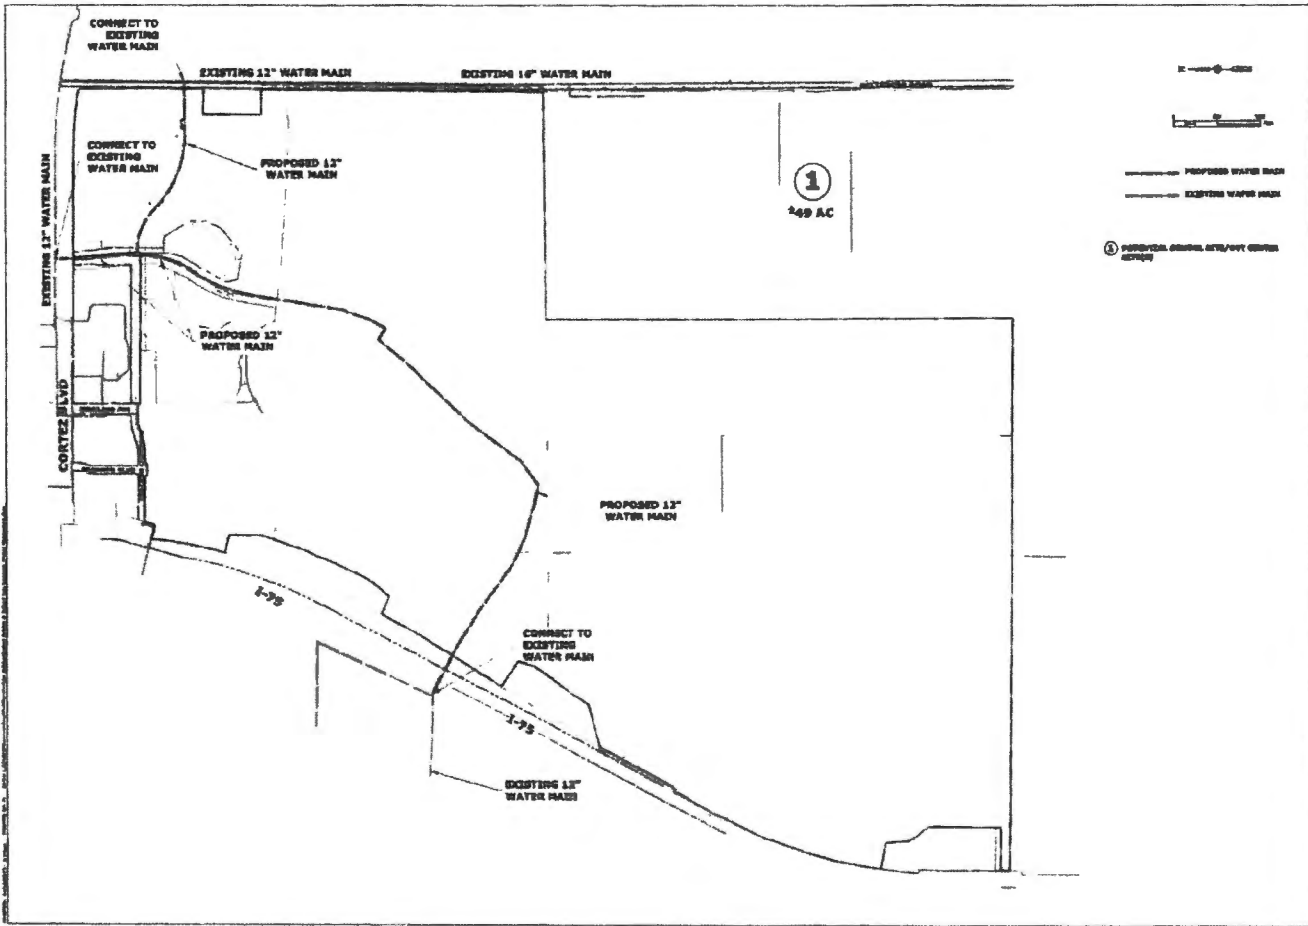 CONNECT TO
EXISTING
WATER MAIN
EXISTING 12" WATER MAIN
EXISTING 16" WATER MAIN
CONNECT TO
EXISTING
WATER MAIN
PROPOSED 12"
WATER MAIN
EXISTING 12" WATER MAIN
1
±49 AC
PROPOSED WATER MAIN
EXISTING WATER MAIN
1
PROPOSED 12"
WATER MAIN
CORTEZ BLVD
PROPOSED 12"
WATER MAIN
I-75
CONNECT TO
EXISTING
WATER MAIN
I-75
EXISTING 12"
WATER MAIN